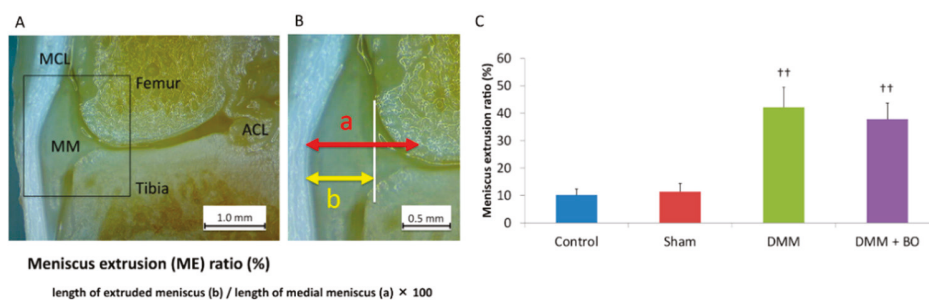 A
MCL
Femur
MM
ACL
Tibia
1.0 mm
B
a
b
0.5 mm
Meniscus extrusion (ME) ratio (%)
length of extruded meniscus (b) / length of medial meniscus (a) × 100
C
Meniscus extrusion ratio (%)
60
50
40
30
20
10
0
††
††
Control
Sham
DMM
DMM + BO